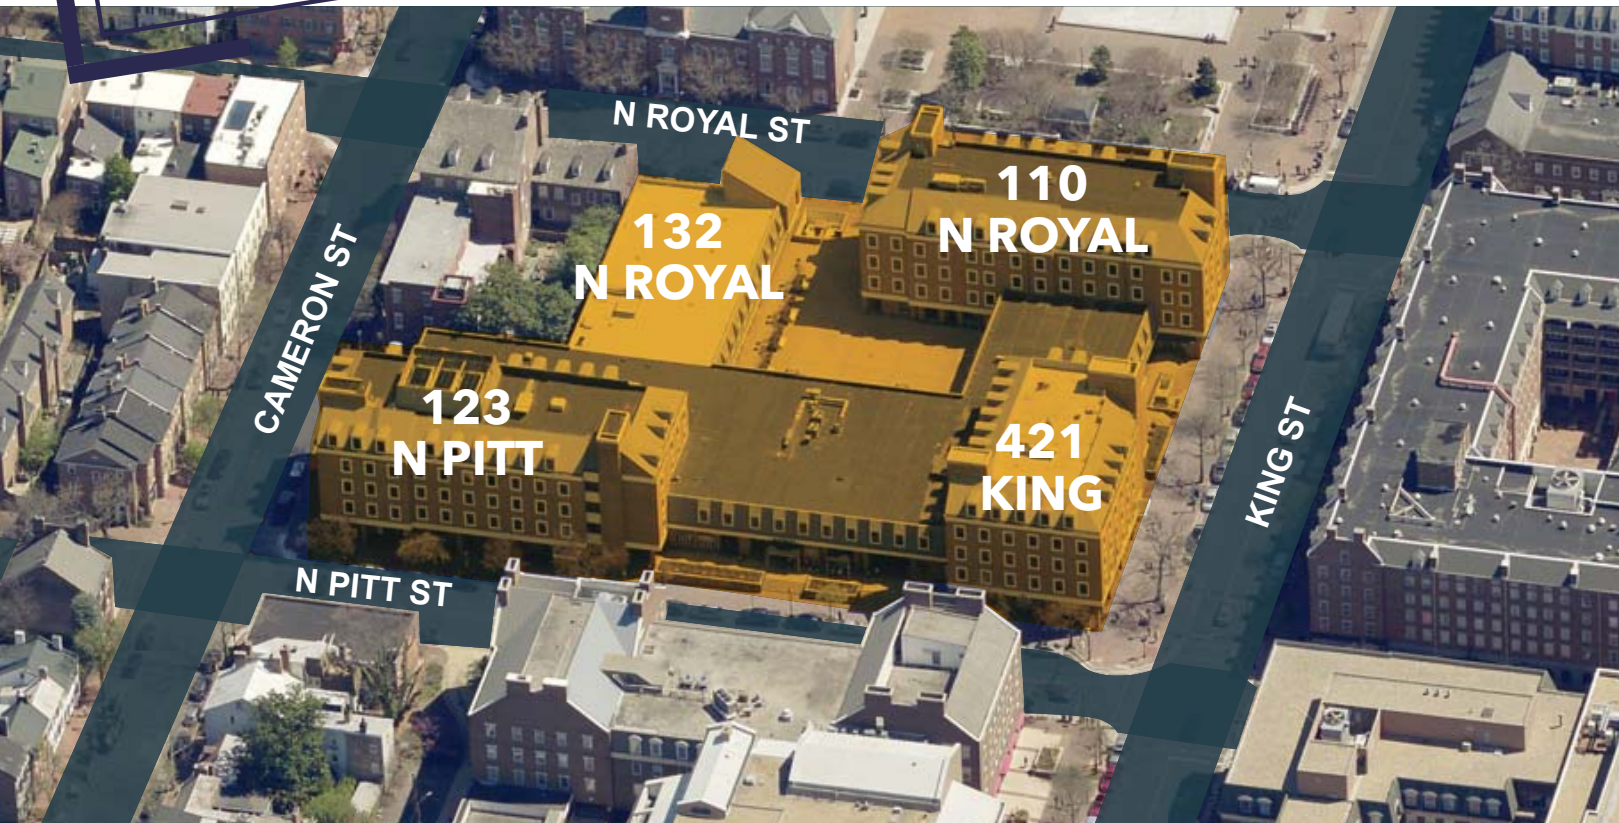 N ROYAL ST
110
N ROYAL
132
N ROYAL
CAMERON ST
123
N PITT
421
KING
KING ST
N PITT ST